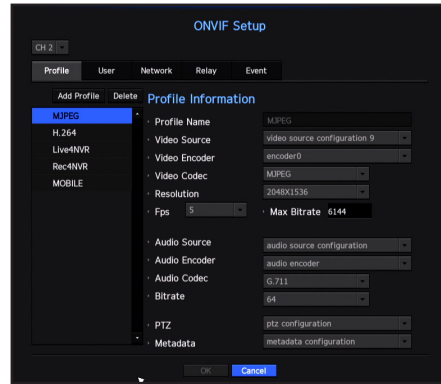 ONVIF Setup
CH 2
Profile User Network Relay Event
Add Profile Delete Profile Information
MJPEG
H.264
Live4NVR
Rec4NVR
MOBILE
Profile Name MJPEG
Video Source video source configuration 9
Video Encoder encoder0
Video Codec MJPEG
Resolution 2048X1536
Fps 5 Max Bitrate 6144
Audio Source audio source configuration
Audio Encoder audio encoder
Audio Codec G.711
Bitrate 64
PTZ ptz configuration
Metadata metadata configuration
OK Cancel